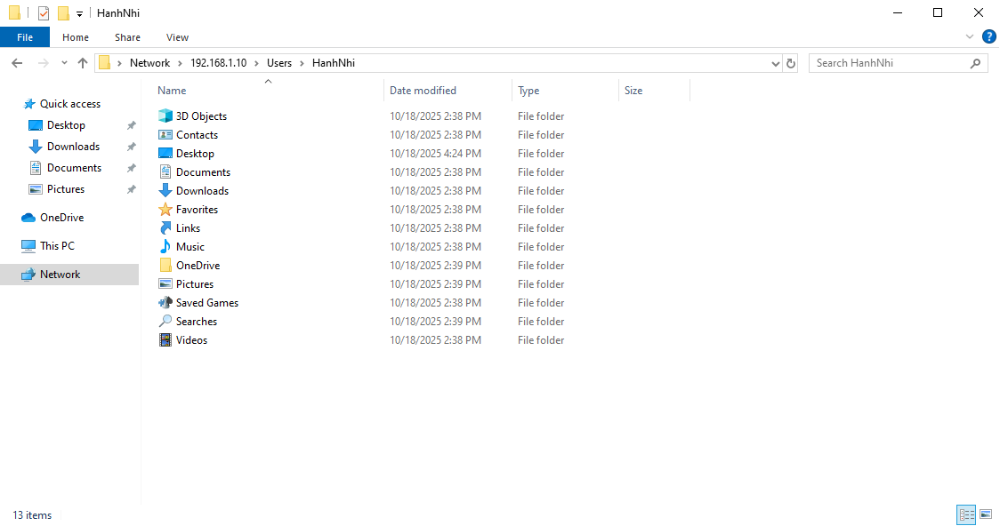 HanhNhi
File Home Share View
Network 192.168.1.10 Users HanhNhi
Search HanhNhi
Quick access
Desktop
Downloads
Documents
Pictures
OneDrive
This PC
Network
Name Date modified Type Size
3D Objects 10/18/2025 2:38 PM File folder
Contacts 10/18/2025 2:38 PM File folder
Desktop 10/18/2025 4:24 PM File folder
Documents 10/18/2025 2:38 PM File folder
Downloads 10/18/2025 2:38 PM File folder
Favorites 10/18/2025 2:38 PM File folder
Links 10/18/2025 2:38 PM File folder
Music 10/18/2025 2:38 PM File folder
OneDrive 10/18/2025 2:39 PM File folder
Pictures 10/18/2025 2:39 PM File folder
Saved Games 10/18/2025 2:38 PM File folder
Searches 10/18/2025 2:39 PM File folder
Videos 10/18/2025 2:38 PM File folder
13 items